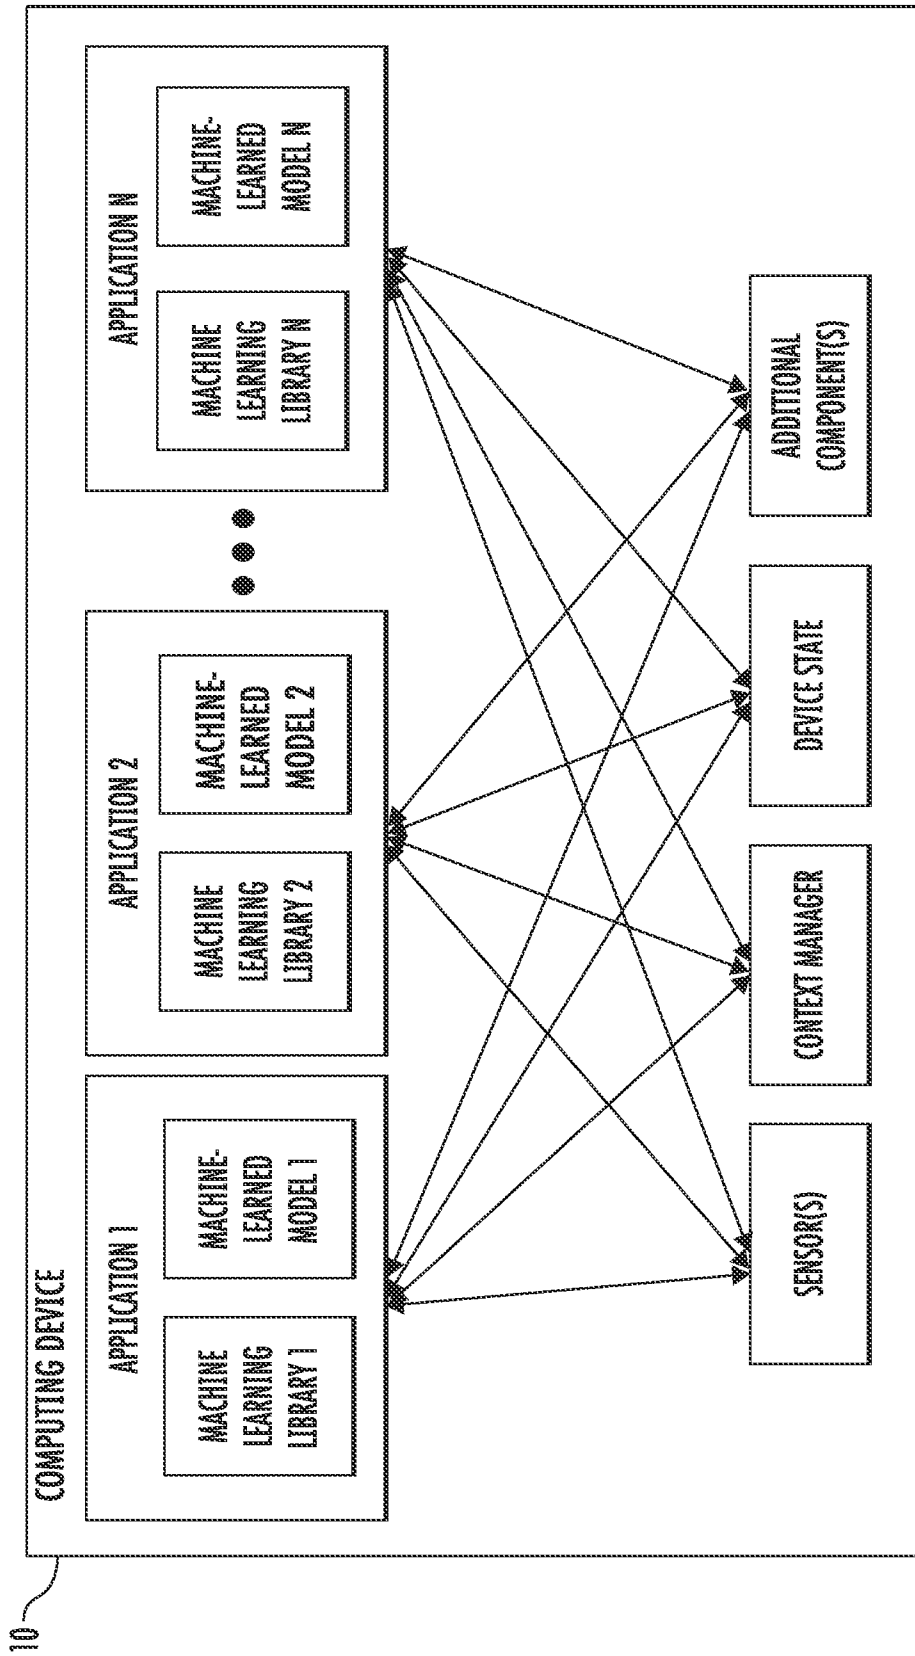 10
COMPUTING DEVICE
APPLICATION 1
MACHINE
LEARNING
LIBRARY 1
MACHINE-
LEARNED
MODEL 1
APPLICATION 2
MACHINE
LEARNING
LIBRARY 2
MACHINE-
LEARNED
MODEL 2
APPLICATION N
MACHINE
LEARNING
LIBRARY N
MACHINE-
LEARNED
MODEL N
SENSOR(S)
CONTEXT MANAGER
DEVICE STATE
ADDITIONAL
COMPONENT(S)